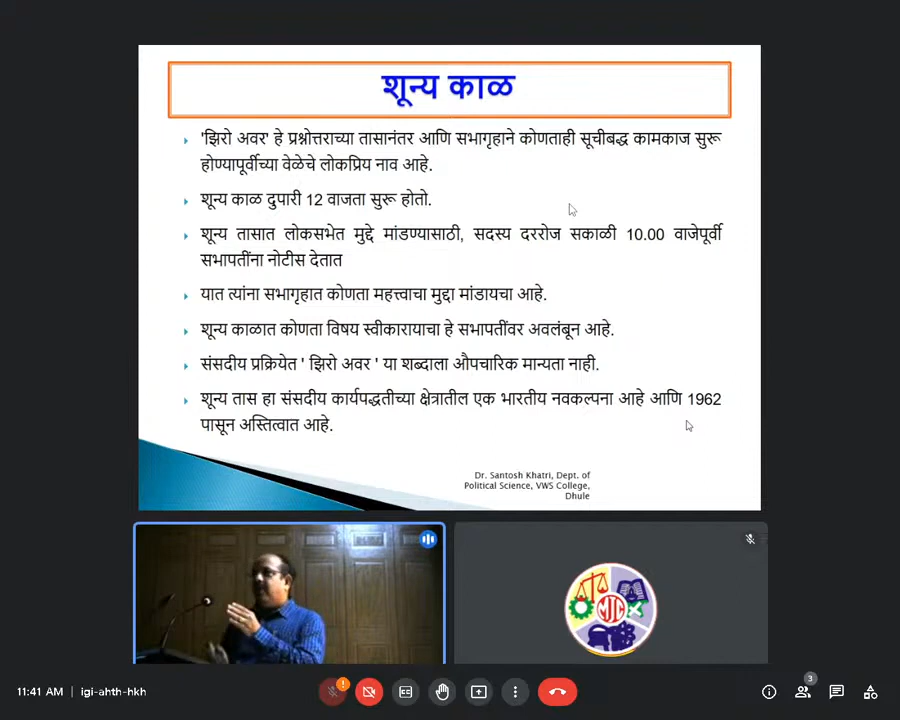 शून्य काळ
'झिरो अवर' हे प्रश्नोत्तराच्या तासानंतर आणि सभागृहाने कोणताही सूचीबद्ध कामकाज सुरू
होण्यापूर्वीच्या वेळेचे लोकप्रिय नाव आहे.
शून्य काळ दुपारी 12 वाजता सुरू होतो.
शून्य तासात लोकसभेत मुद्दे मांडण्यासाठी, सदस्य दररोज सकाळी 10.00 वाजेपूर्वी
सभापतींना नोटीस देतात
यात त्यांना सभागृहात कोणता महत्त्वाचा मुद्दा मांडायचा आहे.
शून्य काळात कोणता विषय स्वीकारायाचा हे सभापतींवर अवलंबून आहे.
संसदीय प्रक्रियेत ' झिरो अवर ' या शब्दाला औपचारिक मान्यता नाही.
शून्य तास हा संसदीय कार्यपद्धतीच्या क्षेत्रातील एक भारतीय नवकल्पना आहे आणि 1962
पासून अस्तित्वात आहे.
Dr. Santosh Khatri, Dept. of
Political Science, VWS College,
Dhule
MJC
11:41 AM | igi-ahth-hkh
3